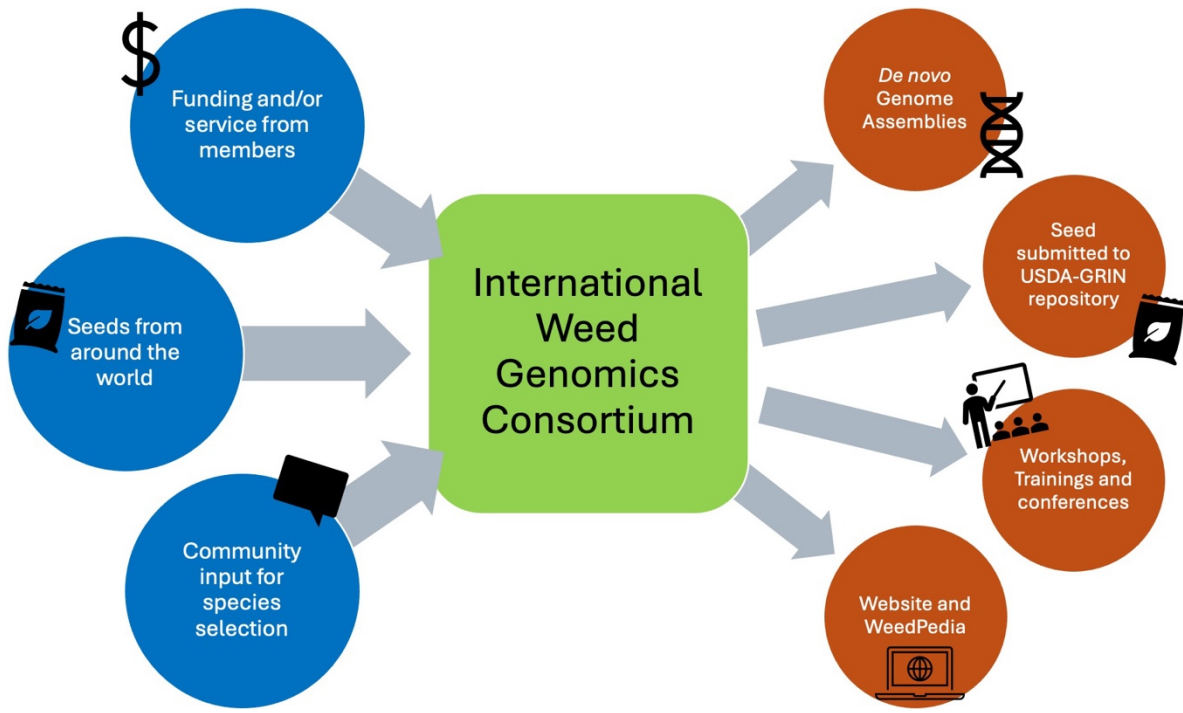 Funding and/or
service from
members
Seeds from
around the
world
Community
input for
species
selection
International
Weed
Genomics
Consortium
De novo
Genome
Assemblies
Seed
submitted to
USDA-GRIN
repository
Workshops,
Trainings and
conferences
Website and
WeedPedia